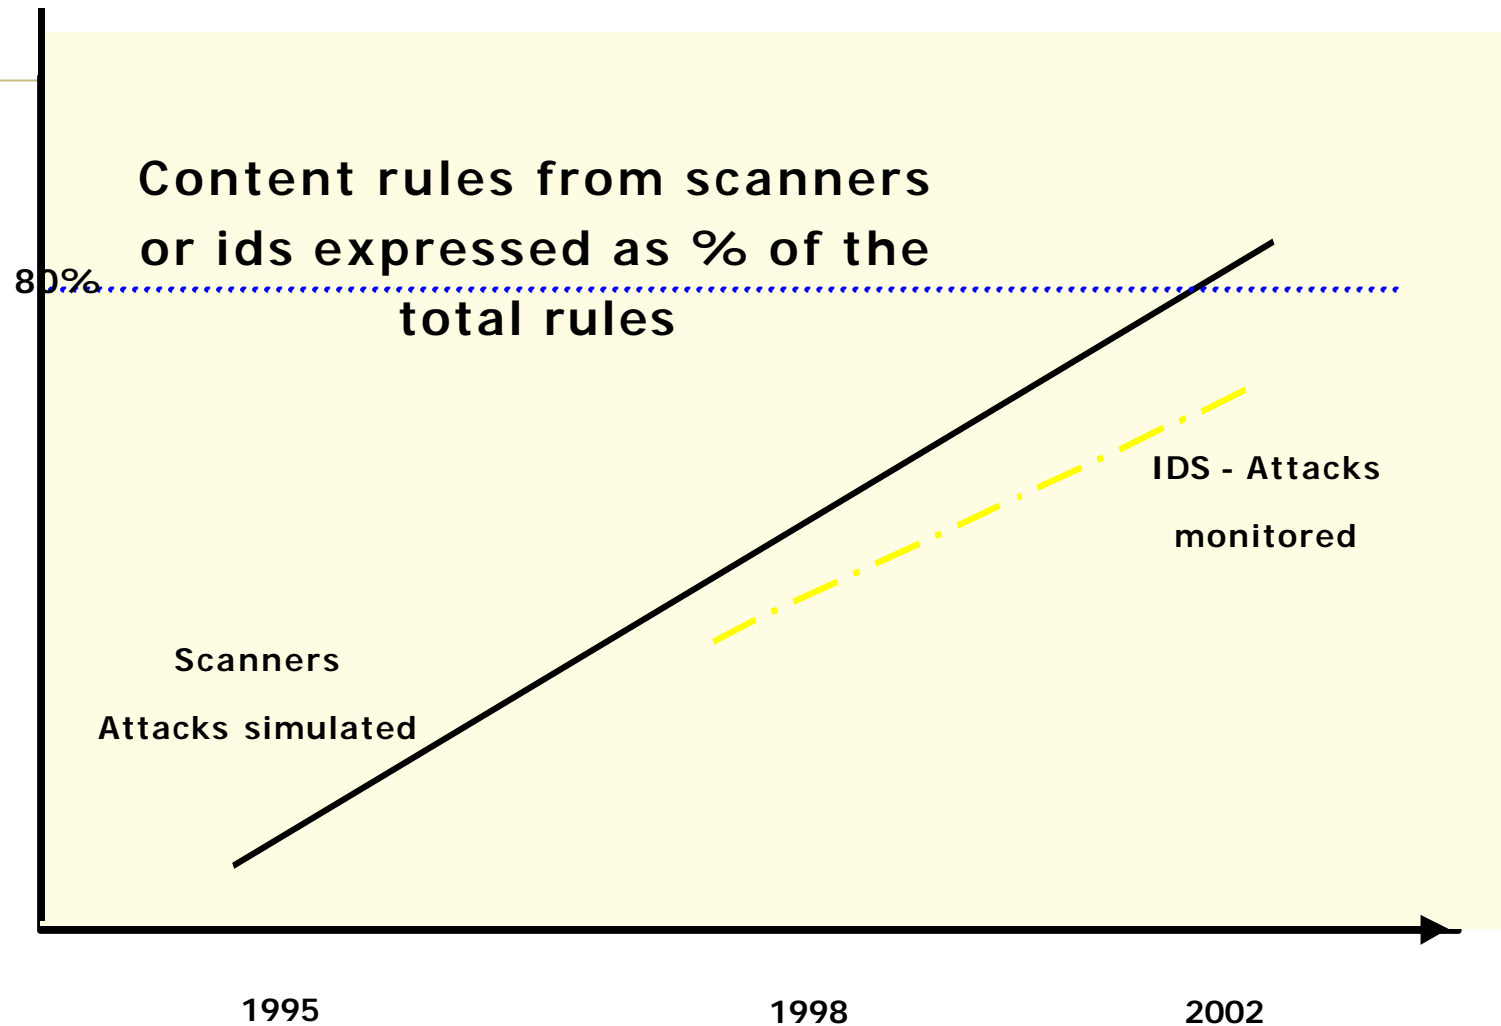 Content rules from scanners
or ids expressed as % of the
total rules
80%
IDS - Attacks
monitored
Scanners
Attacks simulated
1995
1998
2002